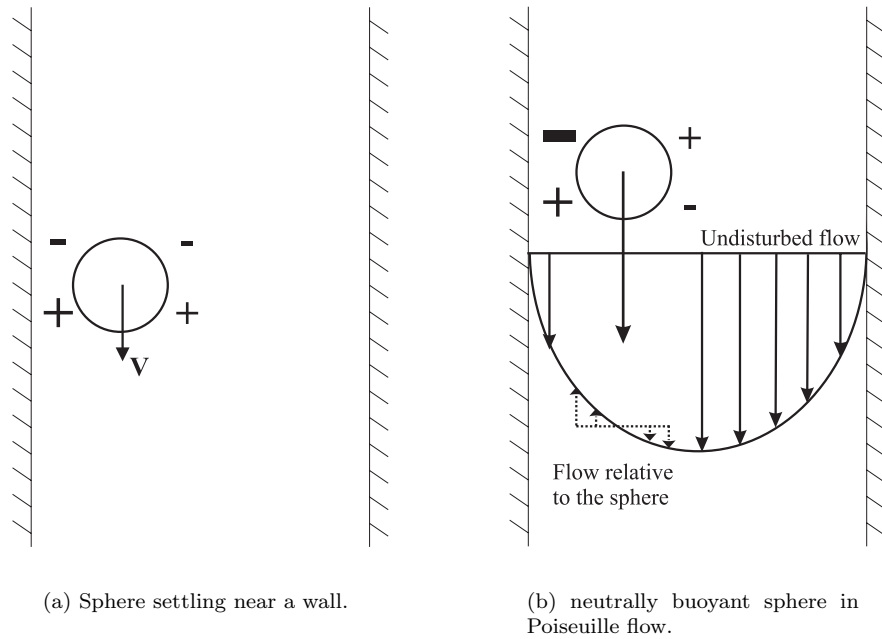 Undisturbed flow
V
Flow relative
to the sphere
(a) Sphere settling near a wall.
(b) neutrally buoyant sphere in
Poiseuille flow.